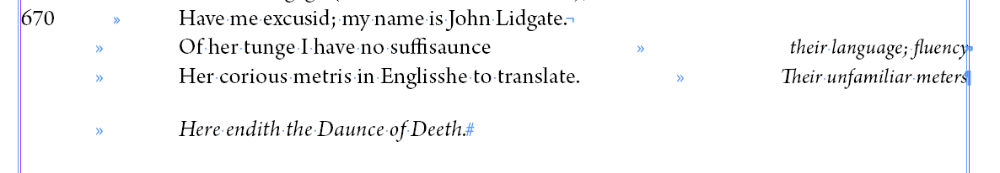 670 Have me excusid; my name is John Lidgate.
Of her tunge I have no suffisaunce their language; fluency
Her corious metris in Englisshe to translate. Their unfamiliar meters
Here endith the Daunce of Deeth.